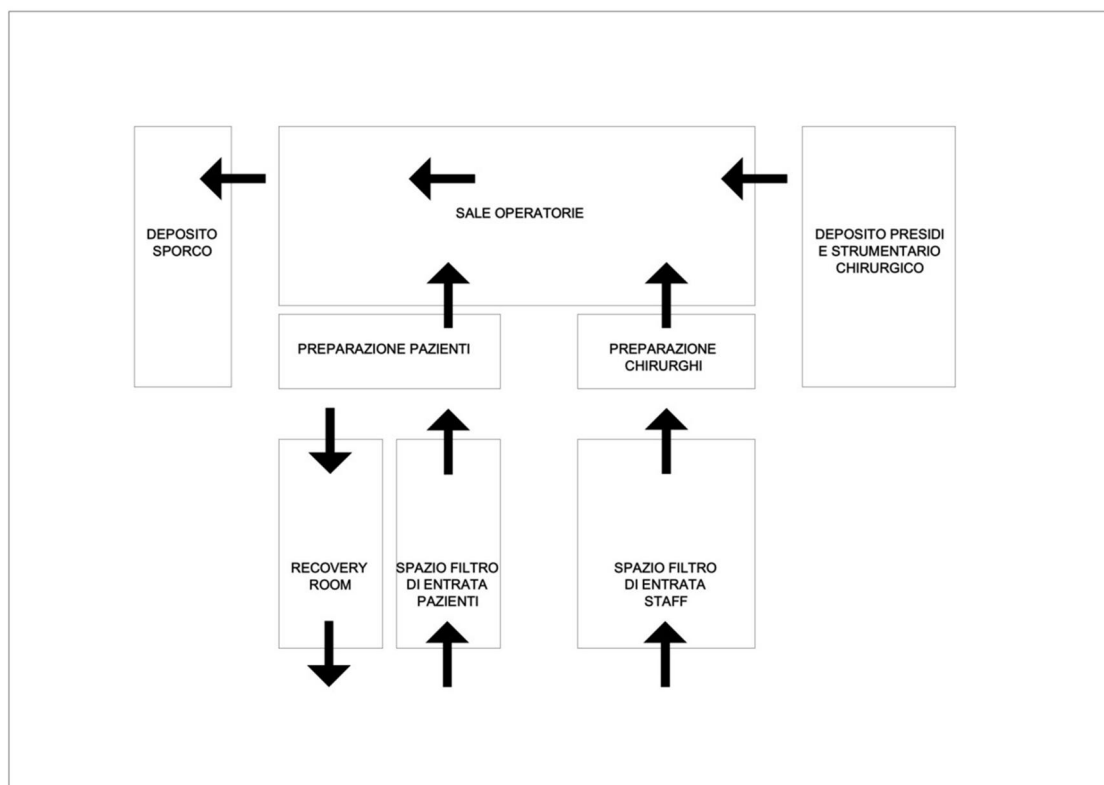 DEPOSITO
SPORCO
SALE OPERATORIE
DEPOSITO PRESIDI
E STRUMENTARIO
CHIRURGICO
PREPARAZIONE PAZIENTI
PREPARAZIONE
CHIRURGHI
RECOVERY
ROOM
SPAZIO FILTRO
DI ENTRATA
PAZIENTI
SPAZIO FILTRO
DI ENTRATA
STAFF